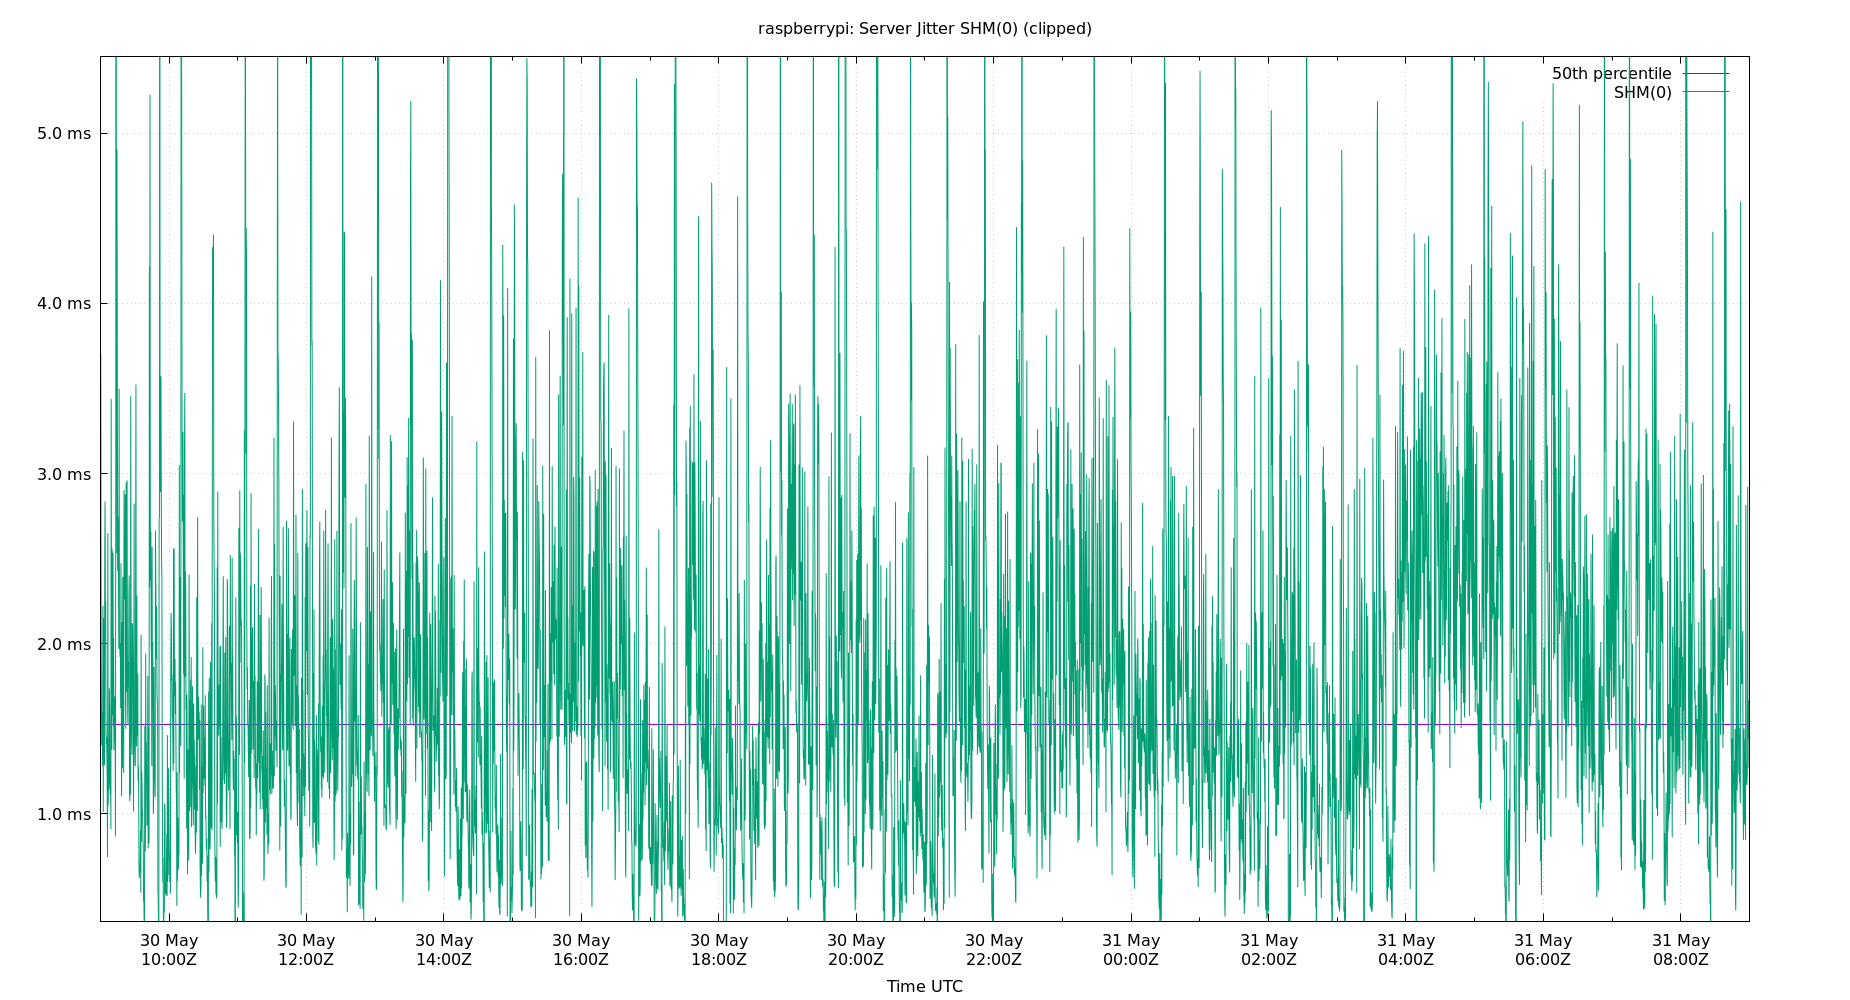 raspberrypi: Server Jitter SHM(0) (clipped)
50th percentile
SHM(0)
5.0 ms
4.0 ms
3.0 ms
2.0 ms
1.0 ms
30 May 30 May 30 May 30 May 30 May 30 May 30 May 31 May 31 May 31 May 31 May 31 May
10:00Z 12:00Z 14:00Z 16:00Z 18:00Z 20:00Z 22:00Z 00:00Z 02:00Z 04:00Z 06:00Z 08:00Z
Time UTC